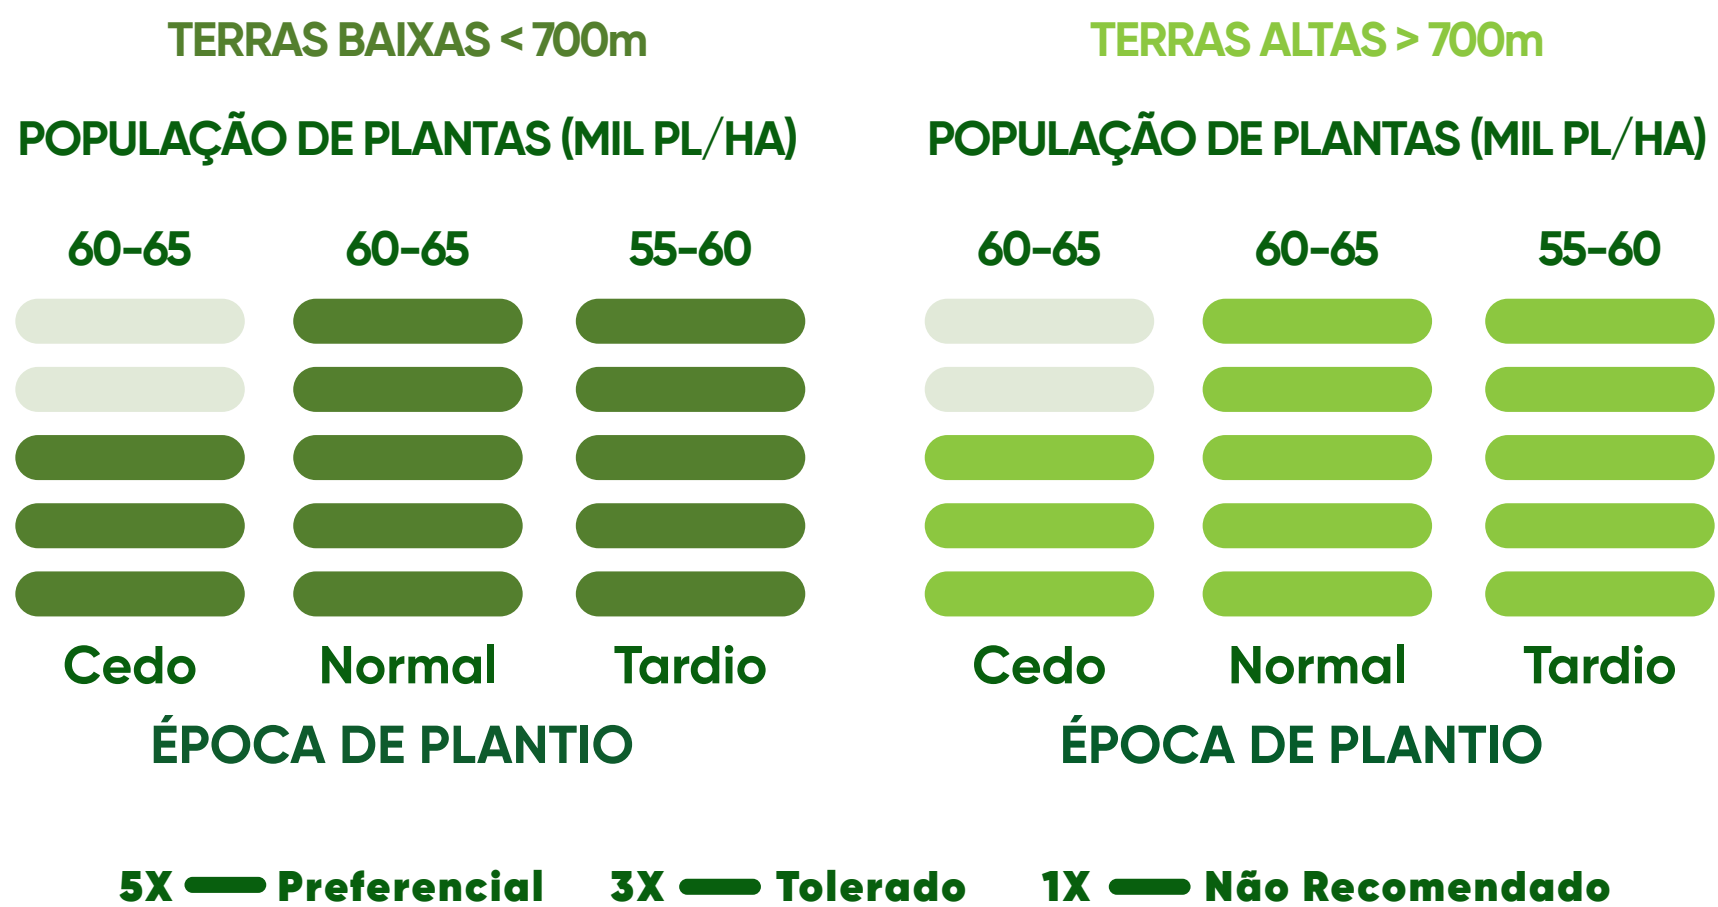 TERRAS BAIXAS < 700m
POPULAÇÃO DE PLANTAS (MIL PL/HA)
60-65 60-65 55-60
Cedo Normal Tardio
ÉPOCA DE PLANTIO
TERRAS ALTAS > 700m
POPULAÇÃO DE PLANTAS (MIL PL/HA)
60-65 60-65 55-60
Cedo Normal Tardio
ÉPOCA DE PLANTIO
5X Preferencial 3X Tolerado 1X Não Recomendado